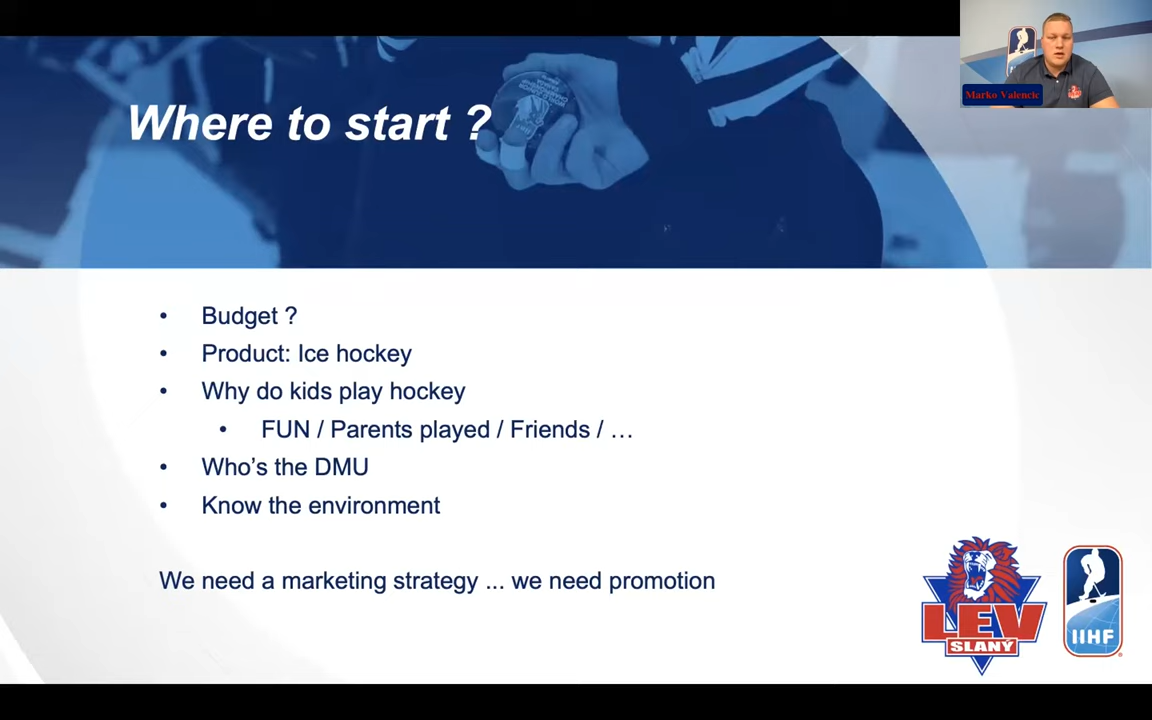 Marko Valencic
Where to start ?
• Budget ?
• Product: Ice hockey
• Why do kids play hockey
• FUN / Parents played / Friends / …
• Who’s the DMU
• Know the environment
We need a marketing strategy ... we need promotion
LEV
SLANÝ
IIHF